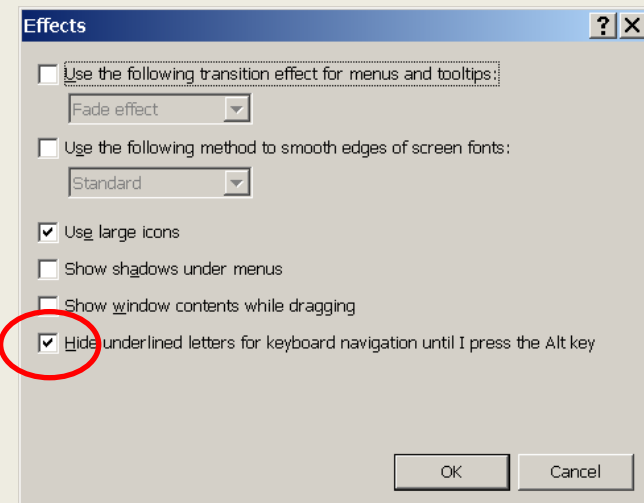 Effects
Use the following transition effect for menus and tooltips:
Fade effect
Use the following method to smooth edges of screen fonts:
Standard
Use large icons
Show shadows under menus
Show window contents while dragging
Hide underlined letters for keyboard navigation until I press the Alt key
OK Cancel